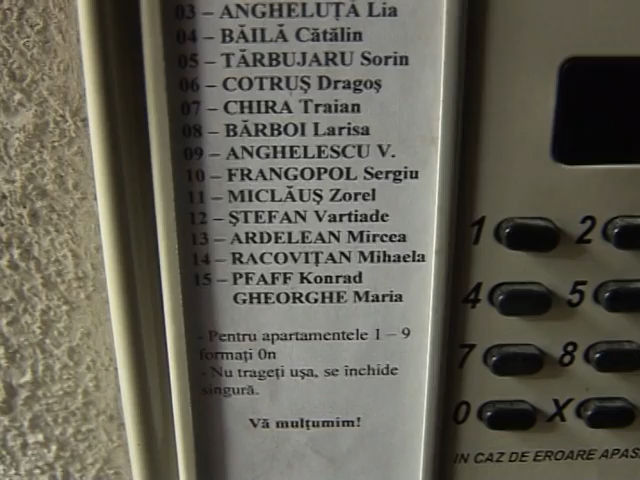 03 – ANGHELUŢĂ Lia
04 – BĂILĂ Cătălin
05 – TĂRBUJARU Sorin
06 – COTRUŞ Dragoş
07 – CHIRA Traian
08 – BĂRBOI Larisa
09 – ANGHELESCU V.
10 – FRANGOPOL Sergiu
11 – MICLĂUŞ Zorel
12 – ŞTEFAN Vartiade
13 – ARDELEAN Mircea
14 – RACOVIŢAN Mihaela
15 – PFAFF Konrad
GHEORGHE Maria
- Pentru apartamentele 1 – 9
formaţi 0n
- Nu trageţi uşa, se închide
singură.
Vă mulţumim!
1 2
4 5
7 8
0 X
IN CAZ DE EROARE APAS